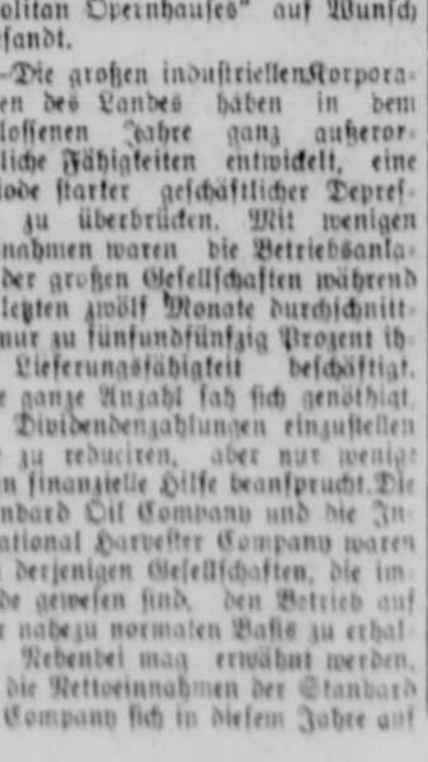 olitan Opernhauses" auf Wunsch
sandt.
—Die großen industriellen Korpora-
en des Landes haben in dem
lossenen Jahre ganz außeror-
liche Fähigkeiten entwickelt, eine
iode starker geschäftlicher Depres-
zu überbrücken. Mit wenigen
nahmen waren die Betriebsanla-
der großen Gesellschaften während
letzten zwölf Monate durchschnitt-
nur zu fünfundfünfzig Prozent ih-
Lieferungsfähigkeit beschäftigt.
e ganze Anzahl sah sich genöthigt,
Dividendenzahlungen einzustellen
zu reduciren, aber nur wenige
n finanzielle Hilfe beansprucht. Die
ndard Oil Company und die In-
ational Harvester Company waren
derjenigen Gesellschaften, die im-
de gewesen sind, den Betrieb auf
r nahezu normalen Basis zu erhal-
Nebenbei mag erwähnt werden,
die Nettoeinnahmen der Standard
Company sich in diesem Jahre auf